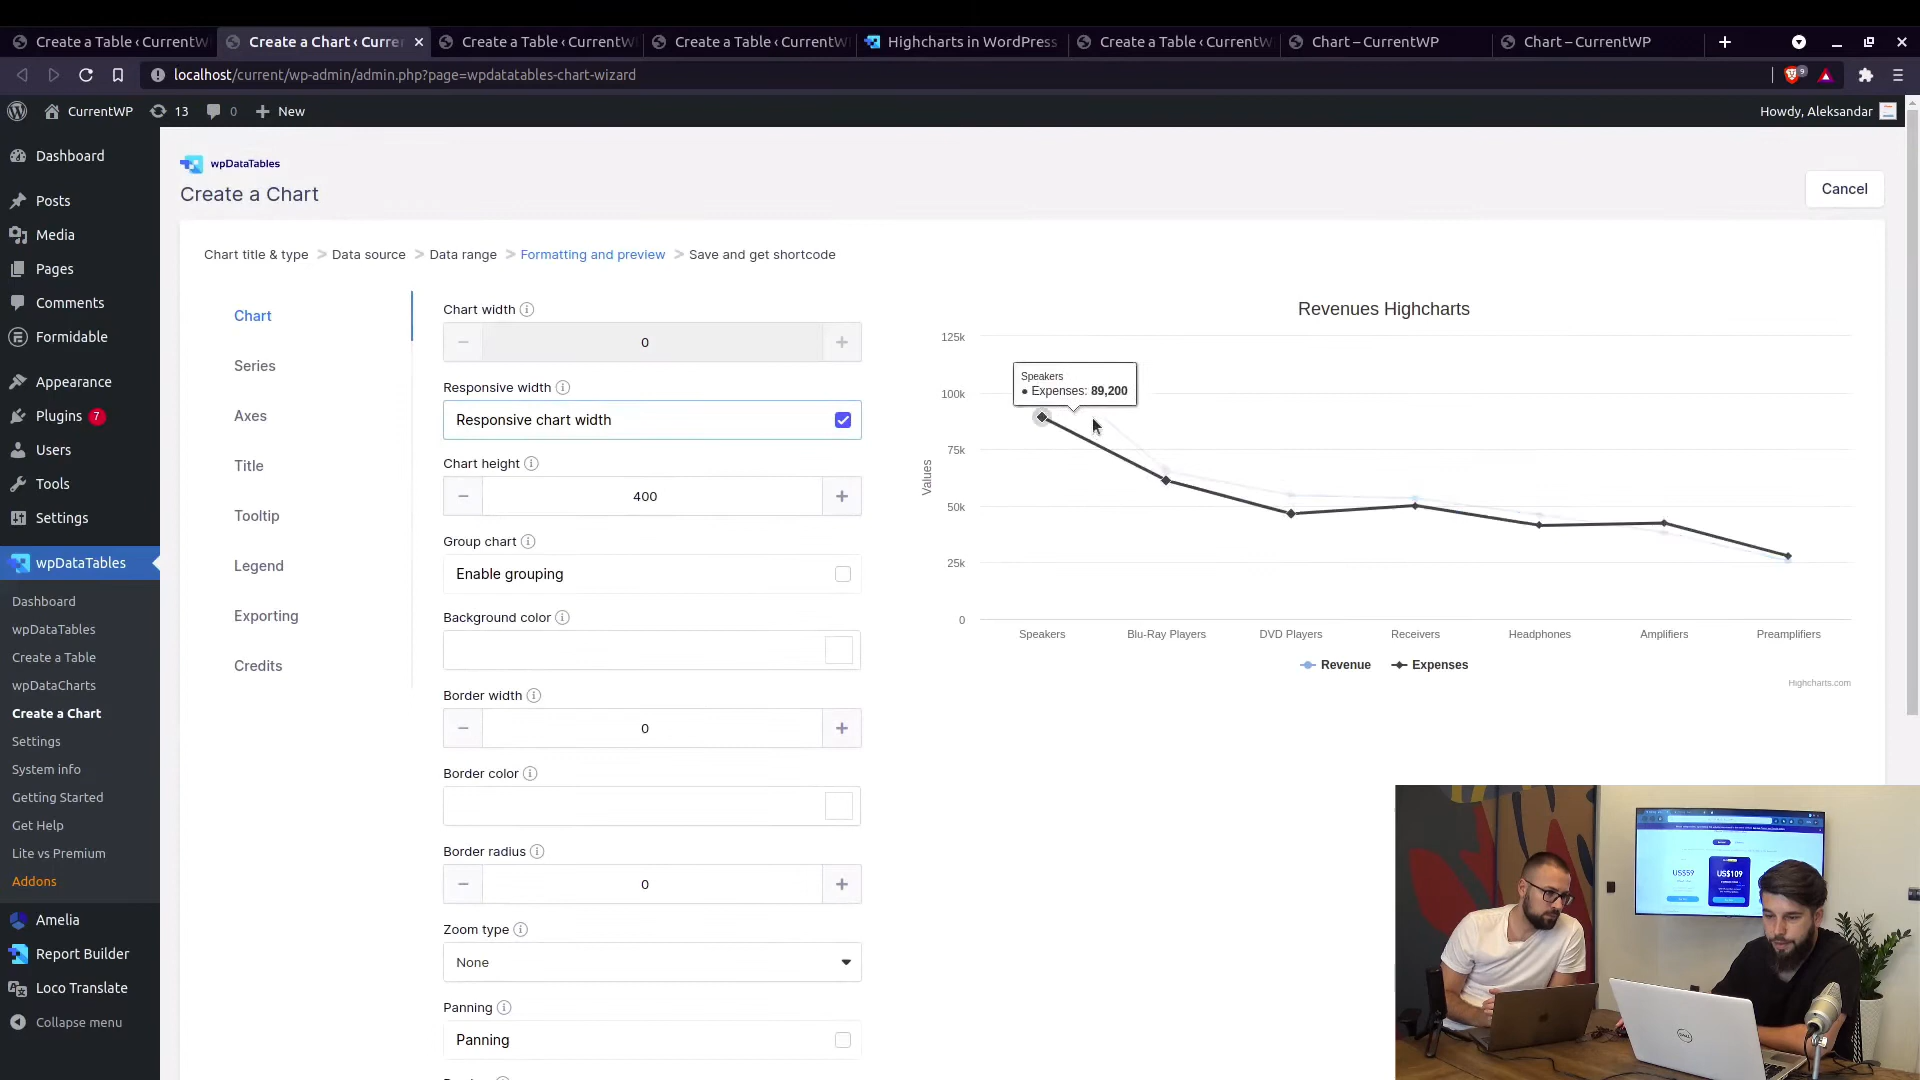 Create a Table ‹ CurrentW
Create a Chart ‹ Curre
Create a Table ‹ CurrentW
Create a Table ‹ CurrentW
Highcharts in WordPress
Create a Table ‹ CurrentW
Chart – CurrentWP
Chart – CurrentWP
localhost/current/wp-admin/admin.php?page=wpdatatables-chart-wizard
9
CurrentWP
13
0
New
Howdy, Aleksandar
Dashboard
Posts
Media
Pages
Comments
Formidable
Appearance
Plugins 7
Users
Tools
Settings
wpDataTables
Dashboard
wpDataTables
Create a Table
wpDataCharts
Create a Chart
Settings
System info
Getting Started
Get Help
Lite vs Premium
Addons
Amelia
Report Builder
Loco Translate
Collapse menu
wpDataTables
Create a Chart
Cancel
Chart title & type > Data source > Data range > Formatting and preview > Save and get shortcode
Chart
Series
Axes
Title
Tooltip
Legend
Exporting
Credits
Chart width
0
Responsive width
Responsive chart width
Chart height
400
Group chart
Enable grouping
Background color
Border width
0
Border color
Border radius
0
Zoom type
None
Panning
Panning
Revenues Highcharts
125k
100k
75k
50k
25k
0
Values
Speakers
● Expenses: 89,200
Speakers
Blu-Ray Players
DVD Players
Receivers
Headphones
Amplifiers
Preamplifiers
Revenue
Expenses
Highcharts.com
US$59
US$109
DELL